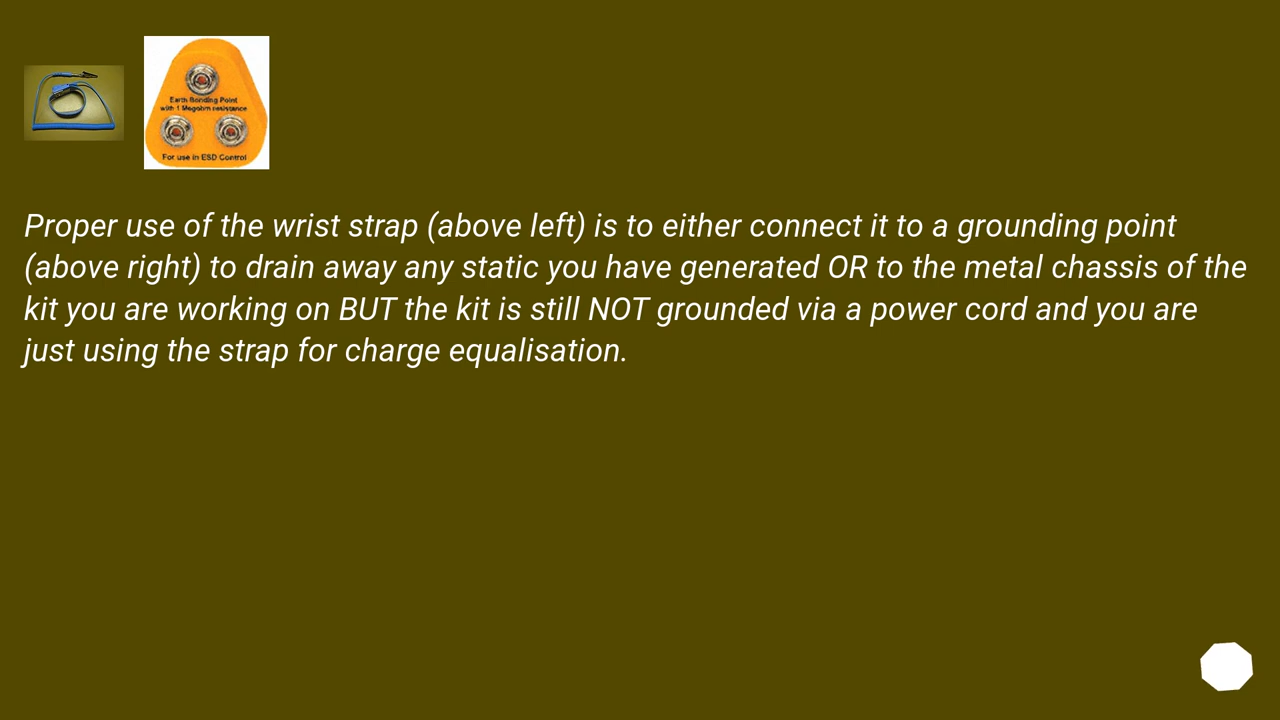 Earth Bonding Point
with 1 Megohm resistance
For use in ESD Control
Proper use of the wrist strap (above left) is to either connect it to a grounding point
(above right) to drain away any static you have generated OR to the metal chassis of the
kit you are working on BUT the kit is still NOT grounded via a power cord and you are
just using the strap for charge equalisation.